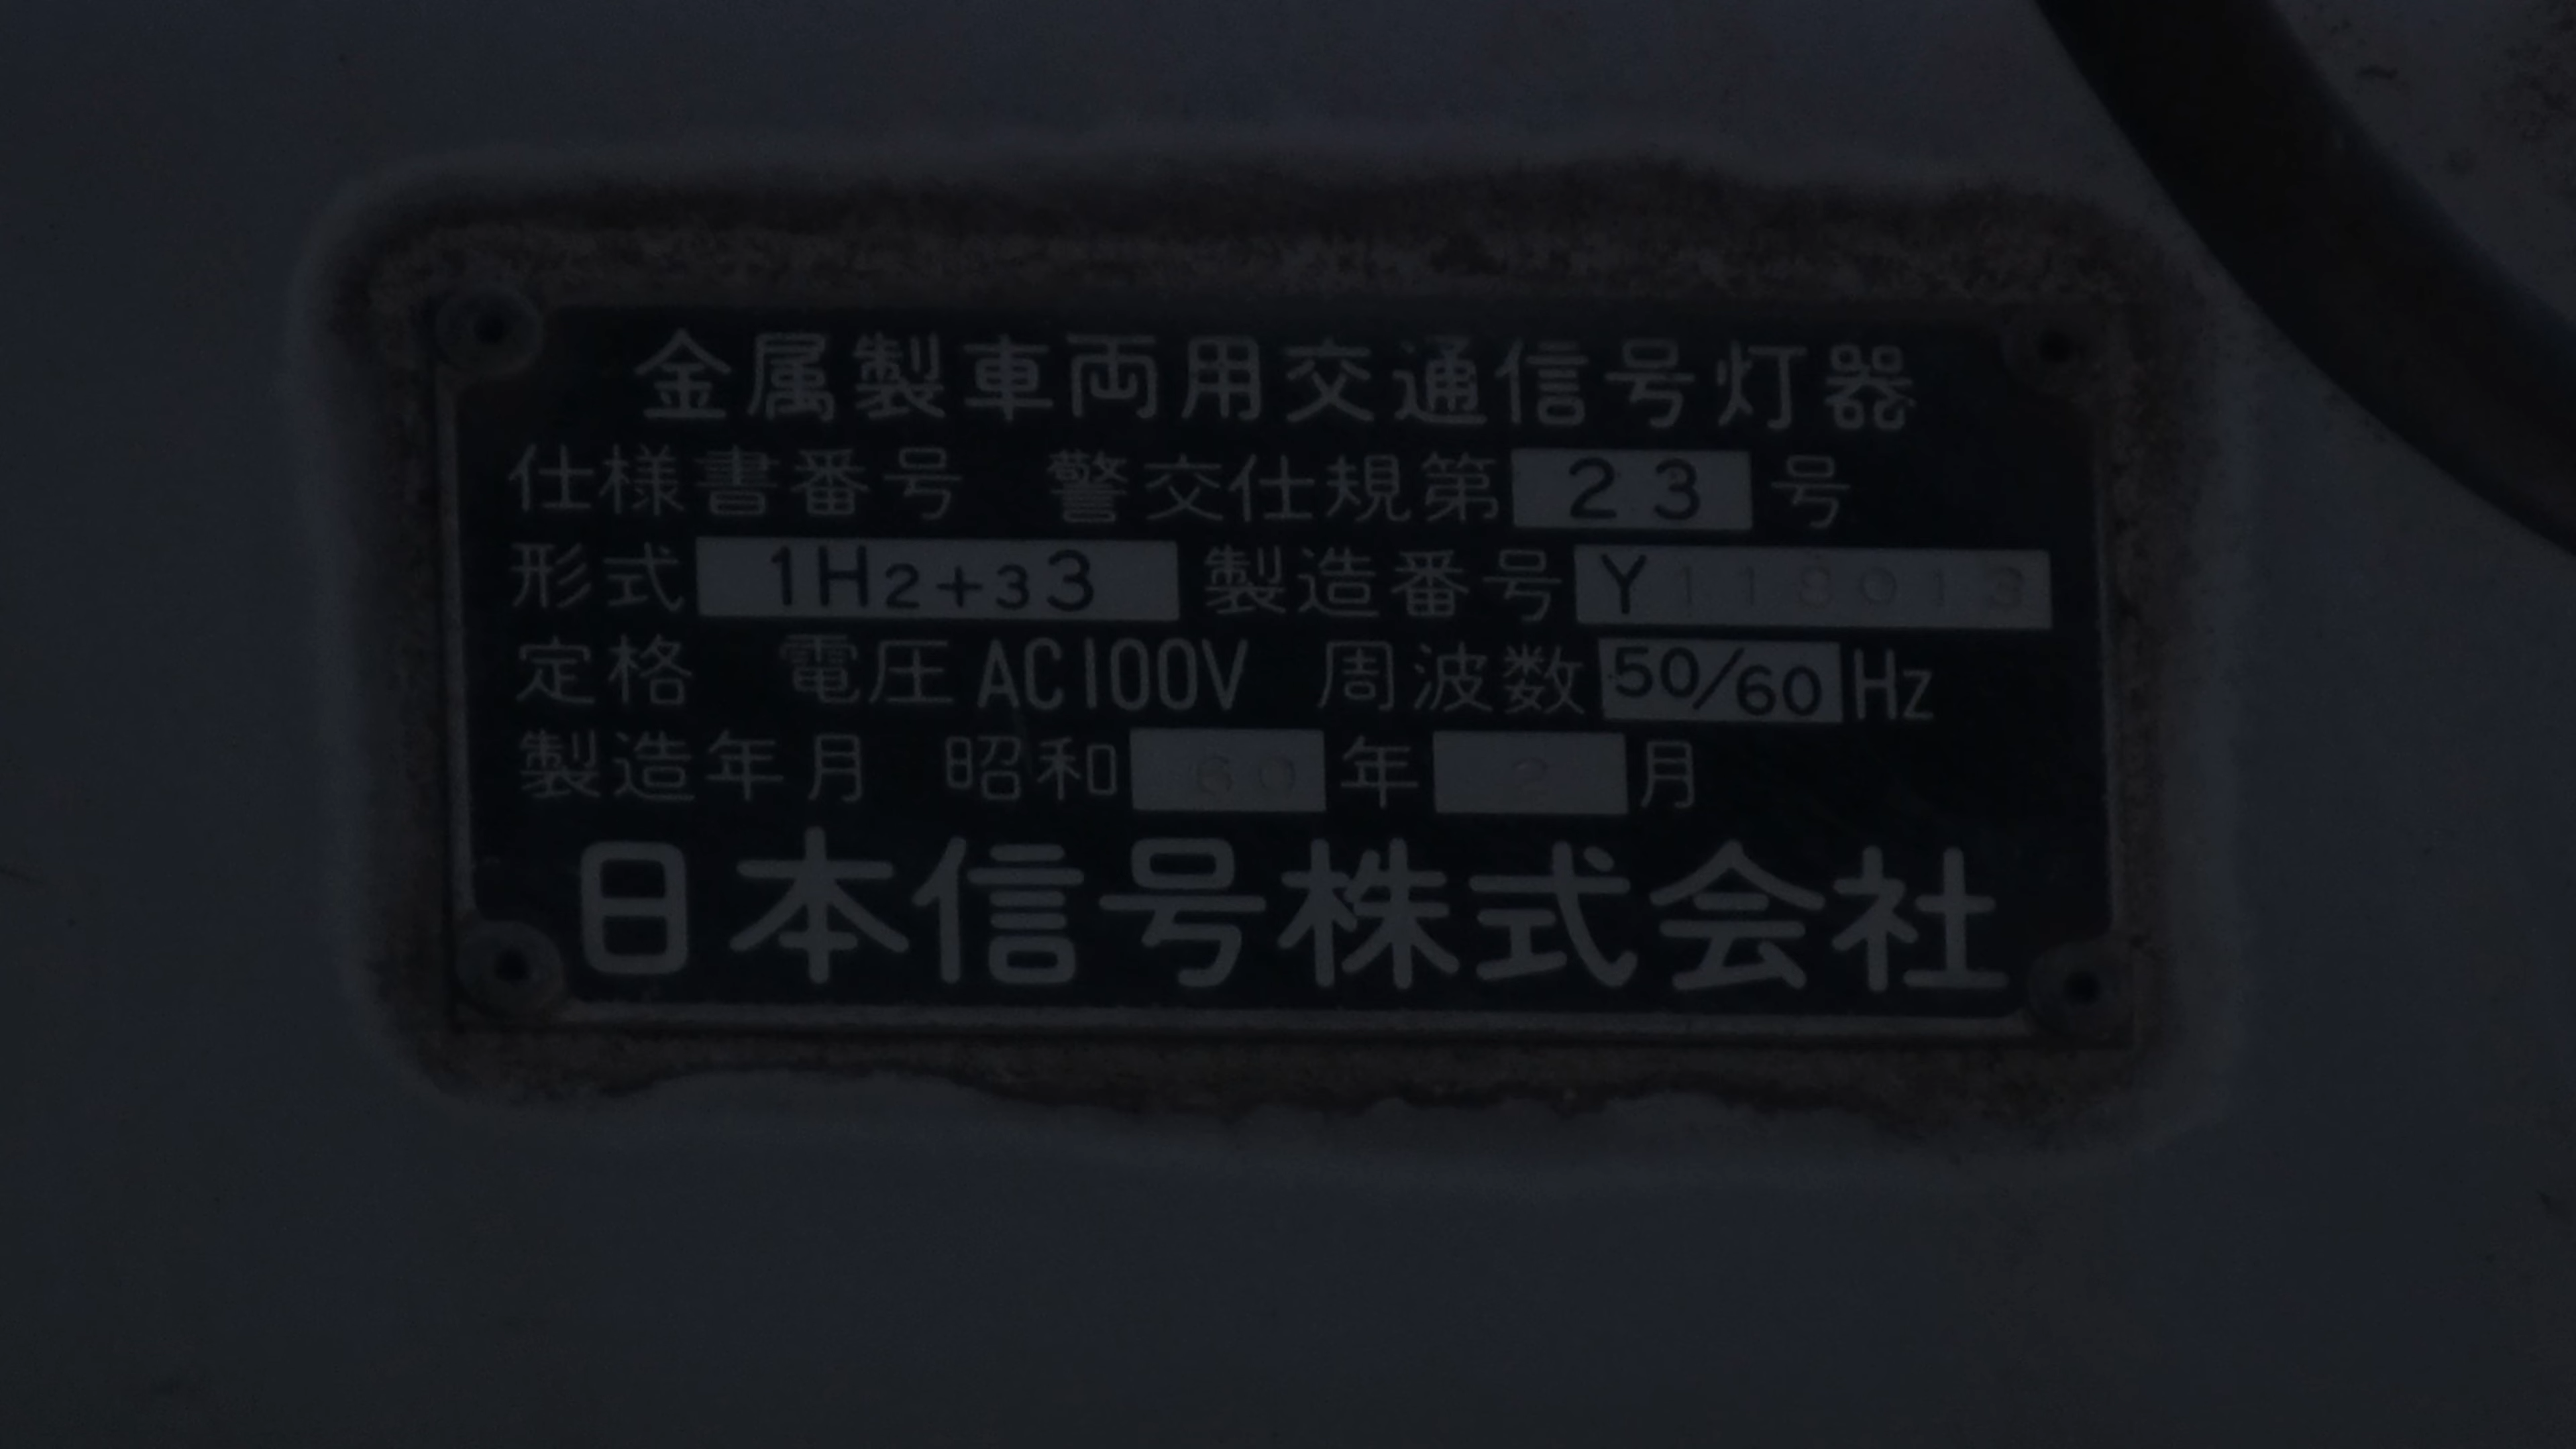 金属製車両用交通信号灯器
仕様書番号 警交仕規第 23 号
形式 1H2+33 製造番号 Y118013
定格 電圧 AC100V 周波数 50/60 Hz
製造年月 昭和 60 年 2 月
日本信号株式会社